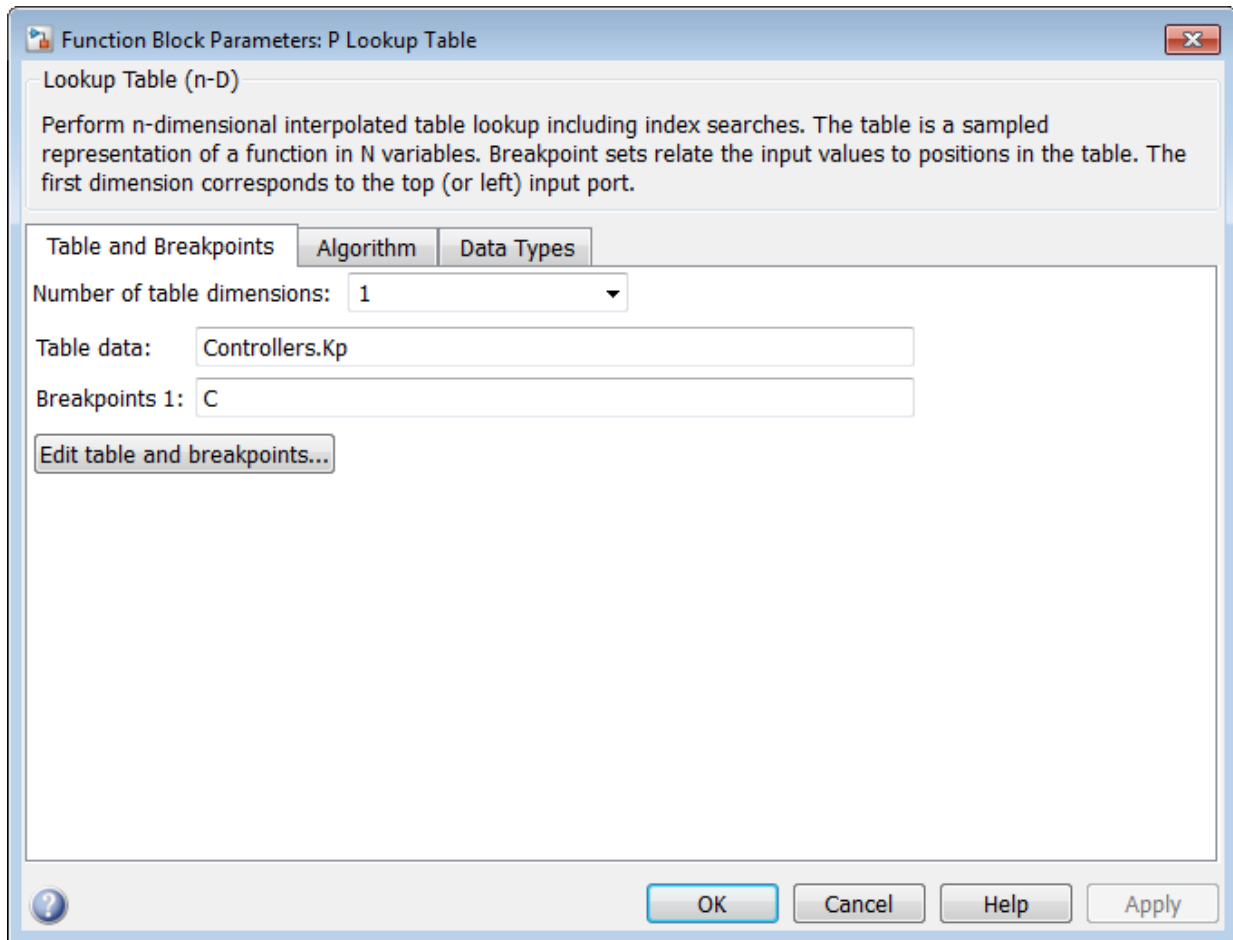 Function Block Parameters: P Lookup Table
Lookup Table (n-D)
Perform n-dimensional interpolated table lookup including index searches. The table is a sampled
representation of a function in N variables. Breakpoint sets relate the input values to positions in the table. The
first dimension corresponds to the top (or left) input port.
Table and Breakpoints Algorithm Data Types
Number of table dimensions: 1
Table data: Controllers.Kp
Breakpoints 1: C
Edit table and breakpoints...
? OK Cancel Help Apply